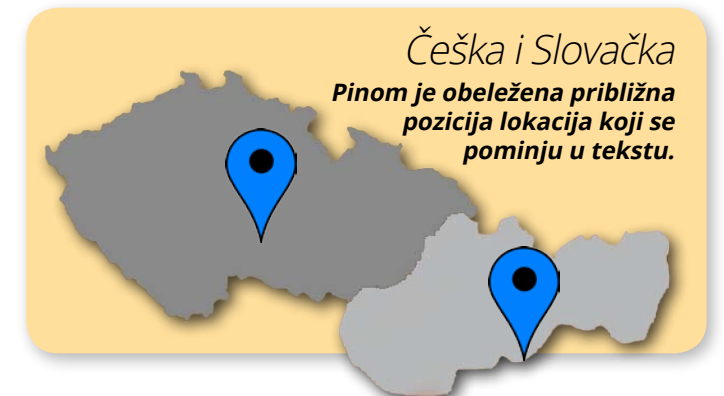 Češka i Slovačka
Pinom je obeležena približna
pozicija lokacija koji se
pominju u tekstu.